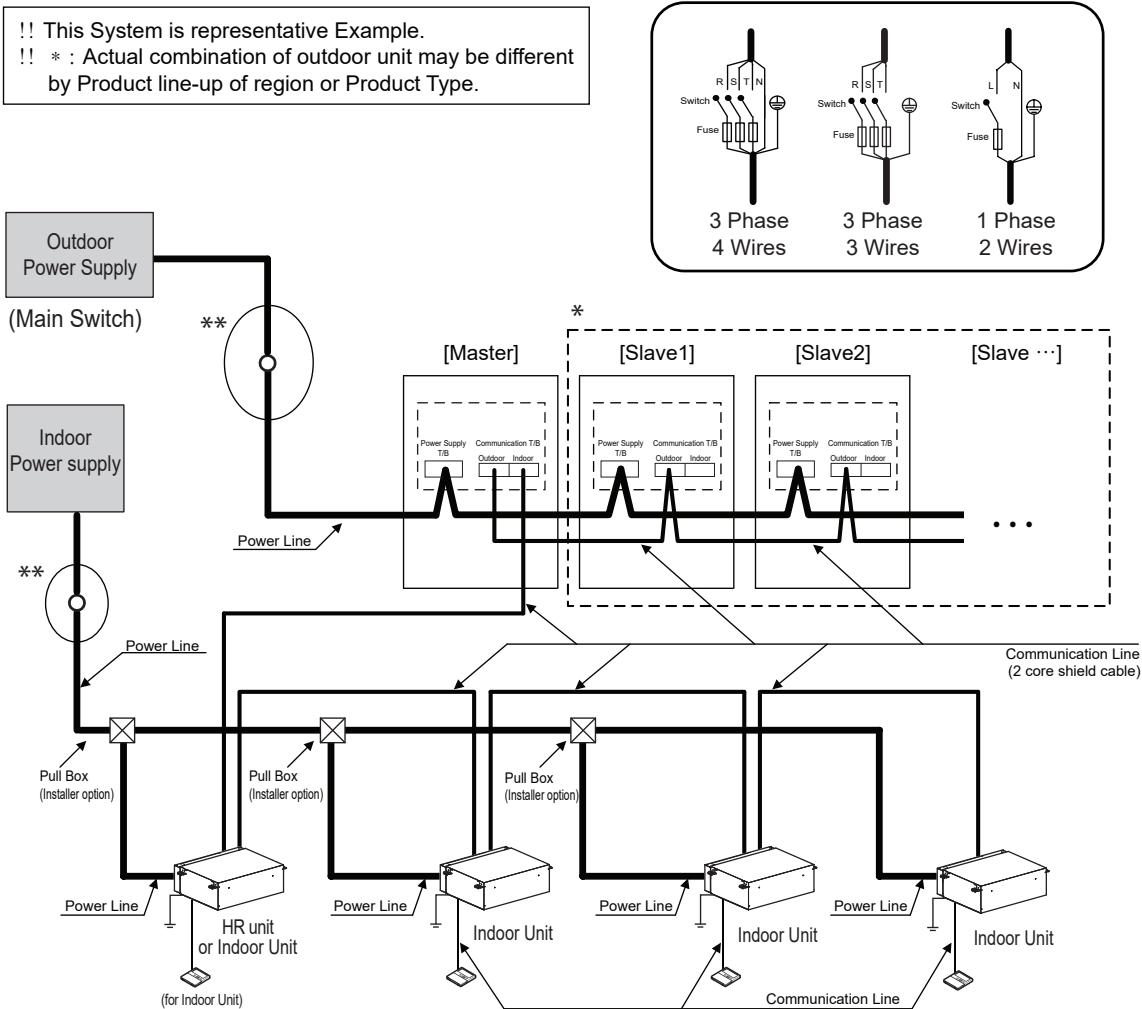 !! This System is representative Example.
!! * : Actual combination of outdoor unit may be different
by Product line-up of region or Product Type.
R S T N
Switch
Fuse
3 Phase
4 Wires
R S T
Switch
Fuse
3 Phase
3 Wires
L N
Switch
Fuse
1 Phase
2 Wires
Outdoor
Power Supply
(Main Switch)
**
*
[Master]
[Slave1]
[Slave2]
[Slave ⋯]
Power Supply
T/B
Communication T/B
Outdoor Indoor
Power Supply
T/B
Communication T/B
Outdoor Indoor
Power Supply
T/B
Communication T/B
Outdoor Indoor
Power Line
Indoor
Power supply
**
Power Line
Communication Line
(2 core shield cable)
Pull Box
(Installer option)
Pull Box
(Installer option)
Pull Box
(Installer option)
Power Line
Power Line
Power Line
Power Line
HR unit
or Indoor Unit
Indoor Unit
Indoor Unit
Indoor Unit
(for Indoor Unit)
Communication Line